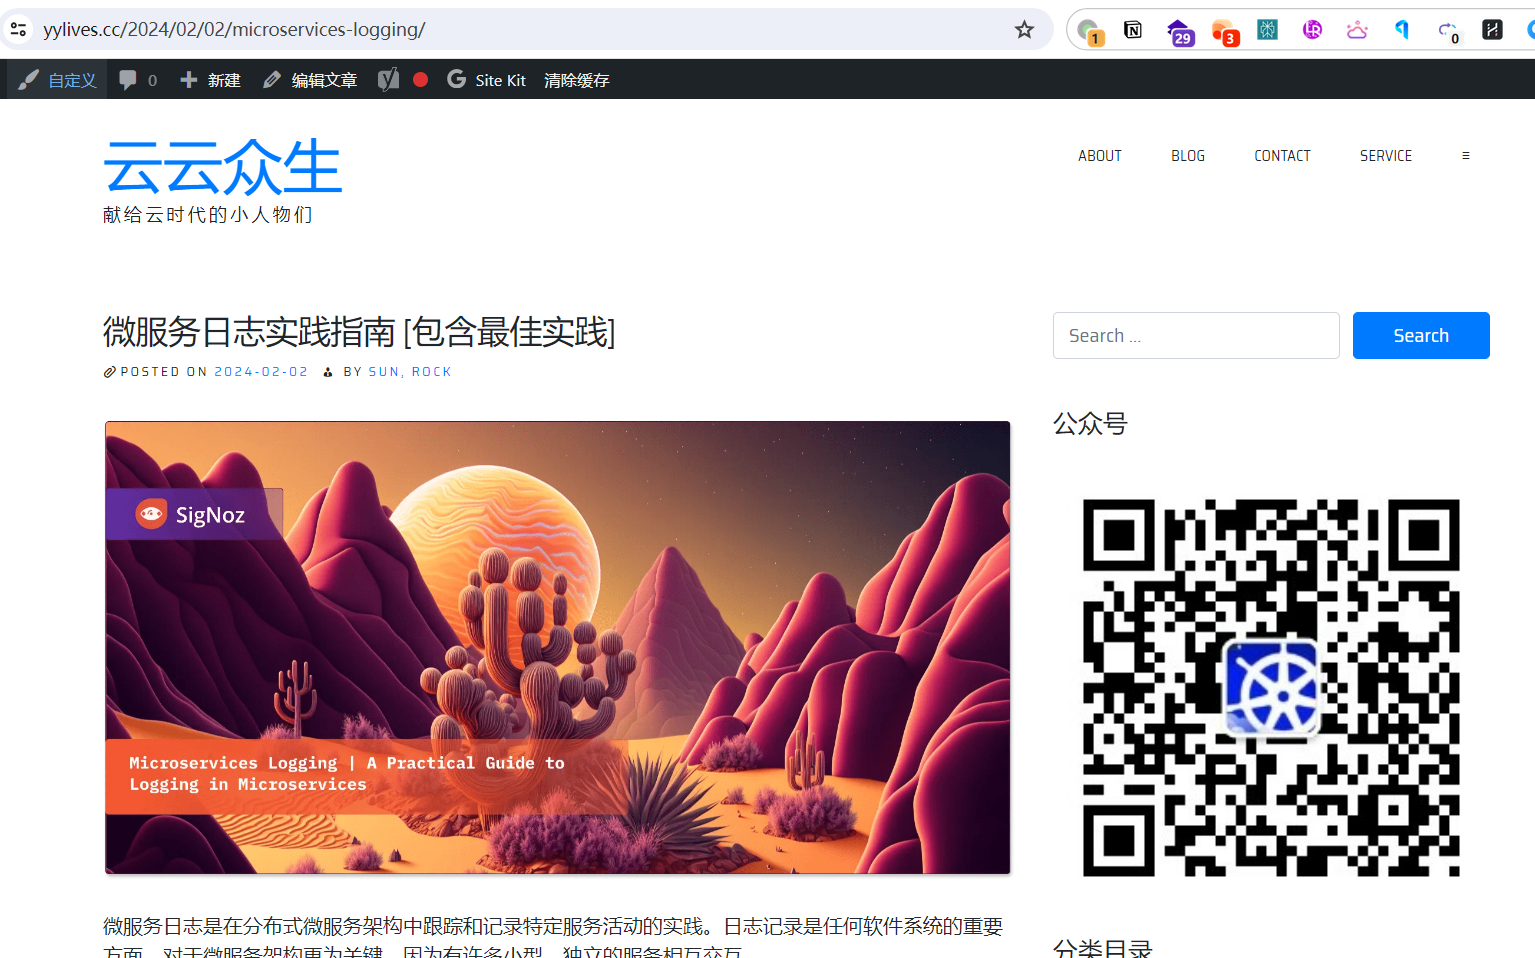 yylives.cc/2024/02/02/microservices-logging/
1
29
3
0
自定义
0
新建
编辑文章
Site Kit
清除缓存
云云众生
献给云时代的小人物们
ABOUT
BLOG
CONTACT
SERVICE
微服务日志实践指南 [包含最佳实践]
POSTED ON 2024-02-02 BY SUN, ROCK
Search ...
Search
公众号
SigNoz
Microservices Logging | A Practical Guide to
Logging in Microservices
微服务日志是在分布式微服务架构中跟踪和记录特定服务活动的实践。日志记录是任何软件系统的重要
方面，对于微服务架构更为关键，因为有许多小型、独立的服务相互交互。
分类目录